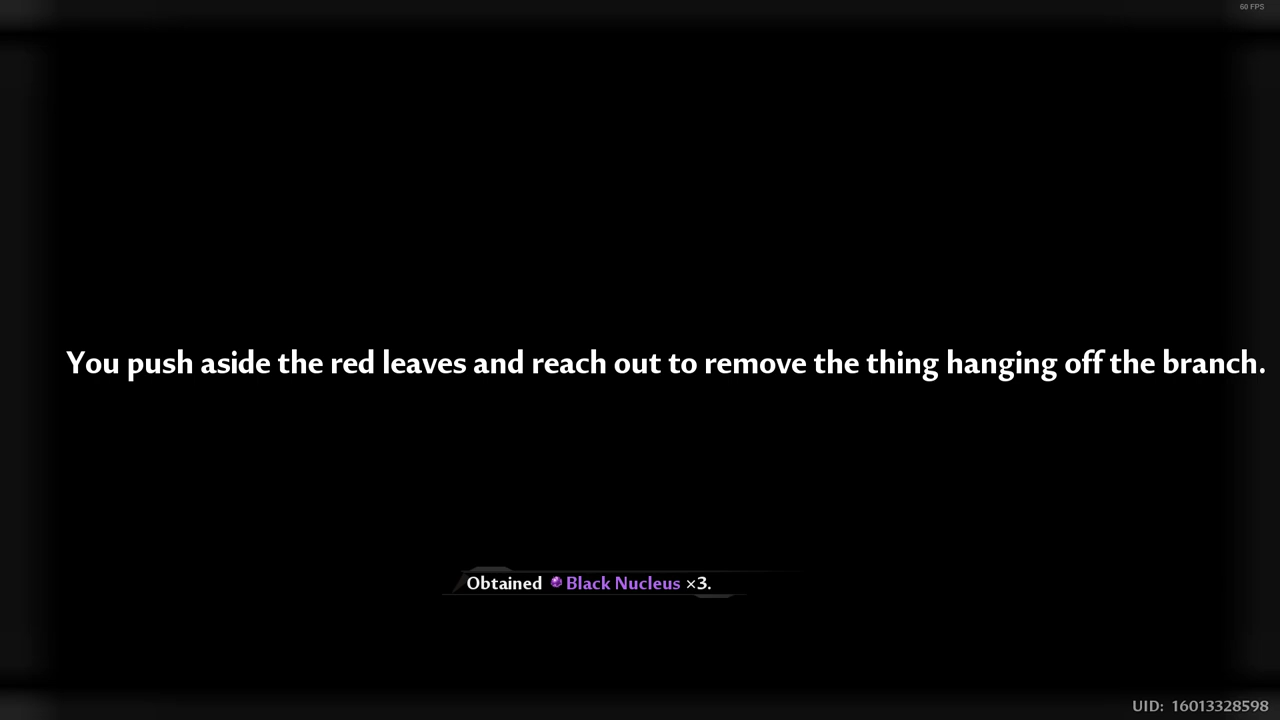 60 FPS
You push aside the red leaves and reach out to remove the thing hanging off the branch.
Obtained Black Nucleus ×3.
UID: 16013328598